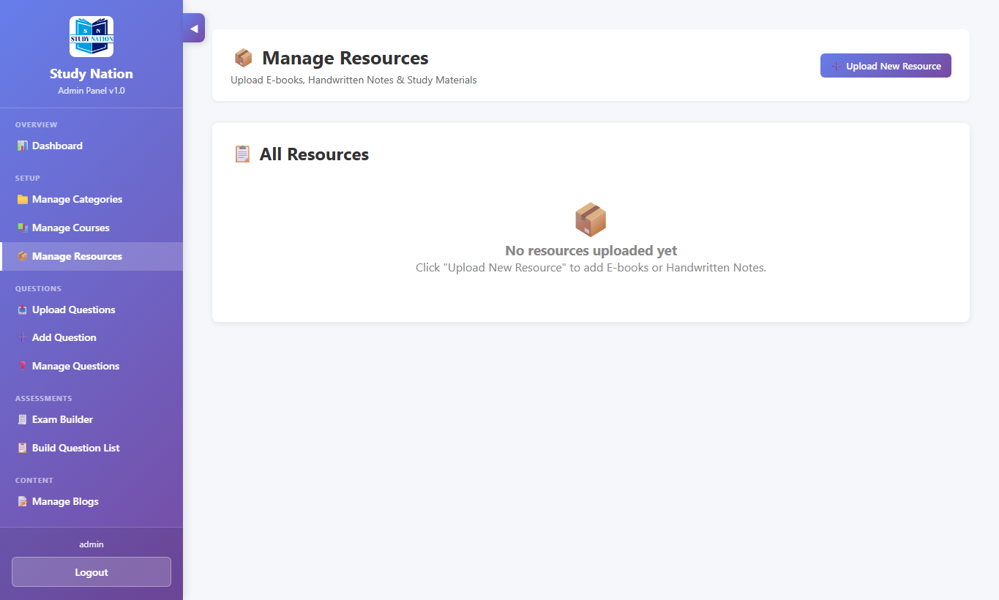 S N
STUDY NATION
Study Nation
Admin Panel v1.0
OVERVIEW
Dashboard
SETUP
Manage Categories
Manage Courses
Manage Resources
QUESTIONS
Upload Questions
Add Question
Manage Questions
ASSESSMENTS
Exam Builder
Build Question List
CONTENT
Manage Blogs
admin
Logout
Manage Resources
Upload E-books, Handwritten Notes & Study Materials
Upload New Resource
All Resources
No resources uploaded yet
Click "Upload New Resource" to add E-books or Handwritten Notes.